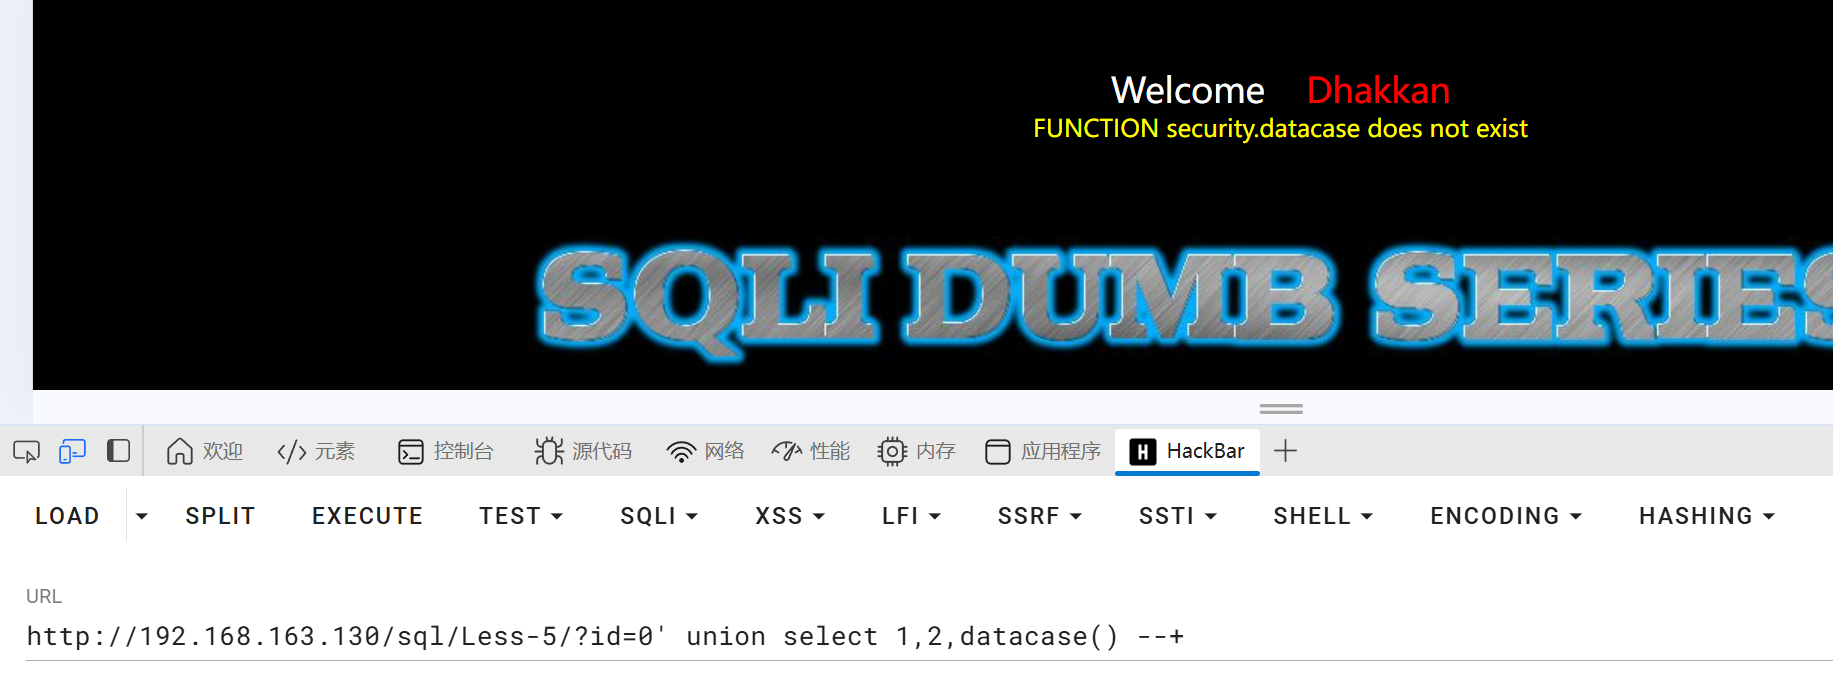 Welcome Dhakkan
FUNCTION security.datacase does not exist
SQLI DUMB SERIES
欢迎 元素 控制台 源代码 网络 性能 内存 应用程序 HackBar
LOAD SPLIT EXECUTE TEST SQLI XSS LFI SSRF SSTI SHELL ENCODING HASHING
URL
http://192.168.163.130/sql/Less-5/?id=0' union select 1,2,datacase() --+